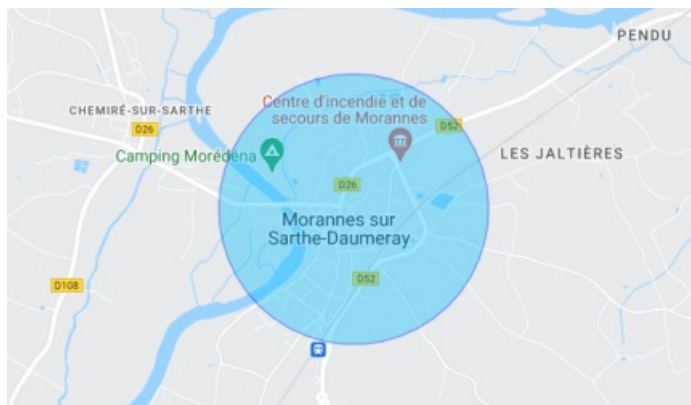 PENDU
Centre d'incendie et de
secours de Morannes
CHEMIRÉ-SUR-SARTHE
D26
D52
Camping Morédéna
LES JALTIÈRES
D26
Morannes sur
Sarthe-Daumeray
D52
D108